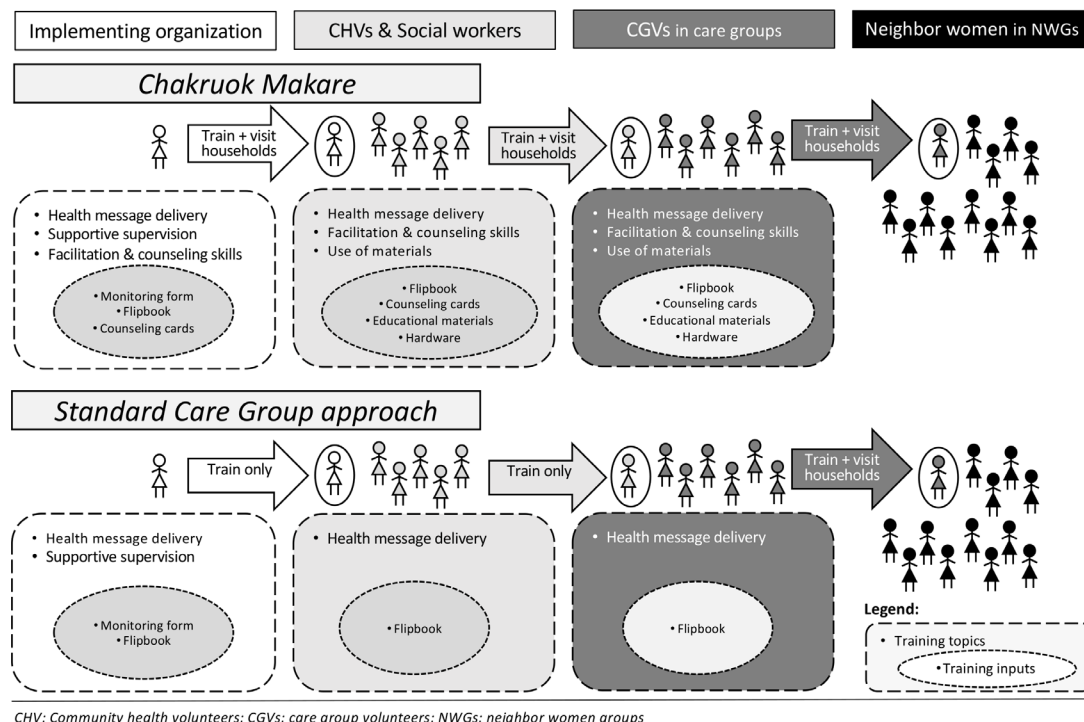 Implementing organization
CHVs & Social workers
CGVs in care groups
Neighbor women in NWGs
Chakruok Makare
Train + visit
households
Train + visit
households
Train + visit
households
• Health message delivery
• Supportive supervision
• Facilitation & counseling skills
• Monitoring form
• Flipbook
• Counseling cards
• Health message delivery
• Facilitation & counseling skills
• Use of materials
• Flipbook
• Counseling cards
• Educational materials
• Hardware
• Health message delivery
• Facilitation & counseling skills
• Use of materials
• Flipbook
• Counseling cards
• Educational materials
• Hardware
Standard Care Group approach
Train only
Train only
Train + visit
households
• Health message delivery
• Supportive supervision
• Monitoring form
• Flipbook
• Health message delivery
• Flipbook
• Health message delivery
• Flipbook
Legend:
• Training topics
• Training inputs
CHV: Community health volunteers; CGVs: care group volunteers; NWGs: neighbor women groups